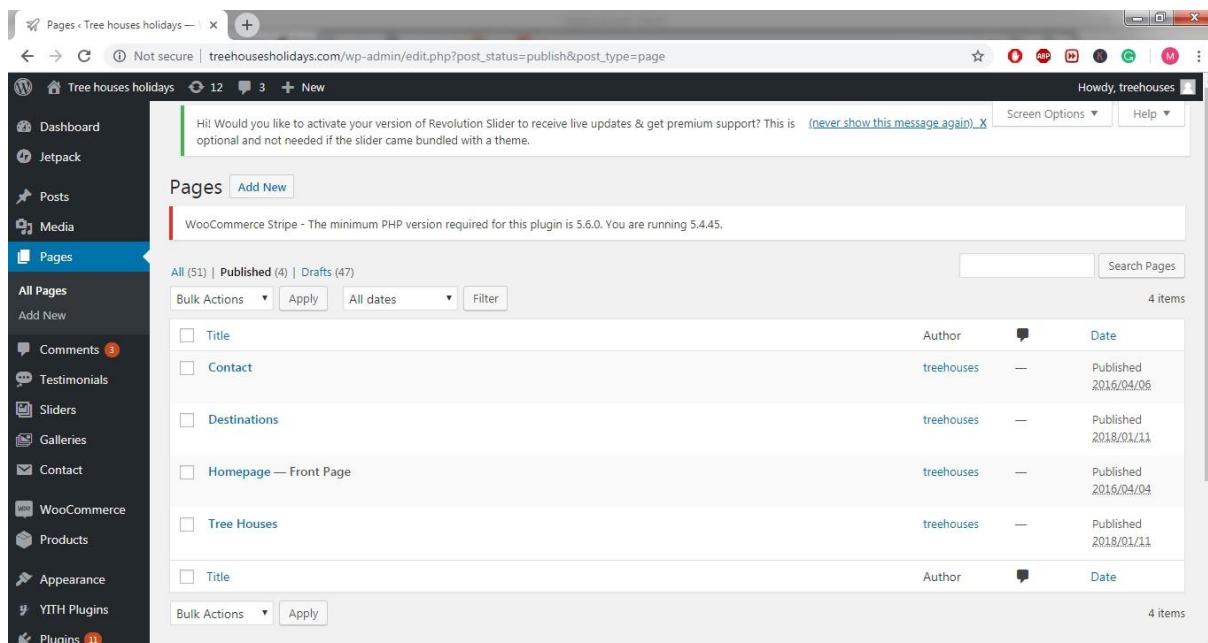 Pages ‹ Tree houses holidays —
Not secure | treehousesholidays.com/wp-admin/edit.php?post_status=publish&post_type=page
ABP
K
G
M
Tree houses holidays 12 3 + New
Howdy, treehouses
Dashboard
Jetpack
Posts
Media
Pages
All Pages
Add New
Comments 3
Testimonials
Sliders
Galleries
Contact
WooCommerce
Products
Appearance
YITH Plugins
Plugins 11
Hi! Would you like to activate your version of Revolution Slider to receive live updates & get premium support? This is
optional and not needed if the slider came bundled with a theme.
(never show this message again) X
Screen Options ▼
Help ▼
Pages Add New
WooCommerce Stripe - The minimum PHP version required for this plugin is 5.6.0. You are running 5.4.45.
All (51) | Published (4) | Drafts (47)
Search Pages
Bulk Actions ▼ Apply All dates ▼ Filter
4 items
Title Author Date
Contact treehouses — Published
2016/04/06
Destinations treehouses — Published
2018/01/11
Homepage — Front Page treehouses — Published
2016/04/04
Tree Houses treehouses — Published
2018/01/11
Title Author Date
Bulk Actions ▼ Apply
4 items